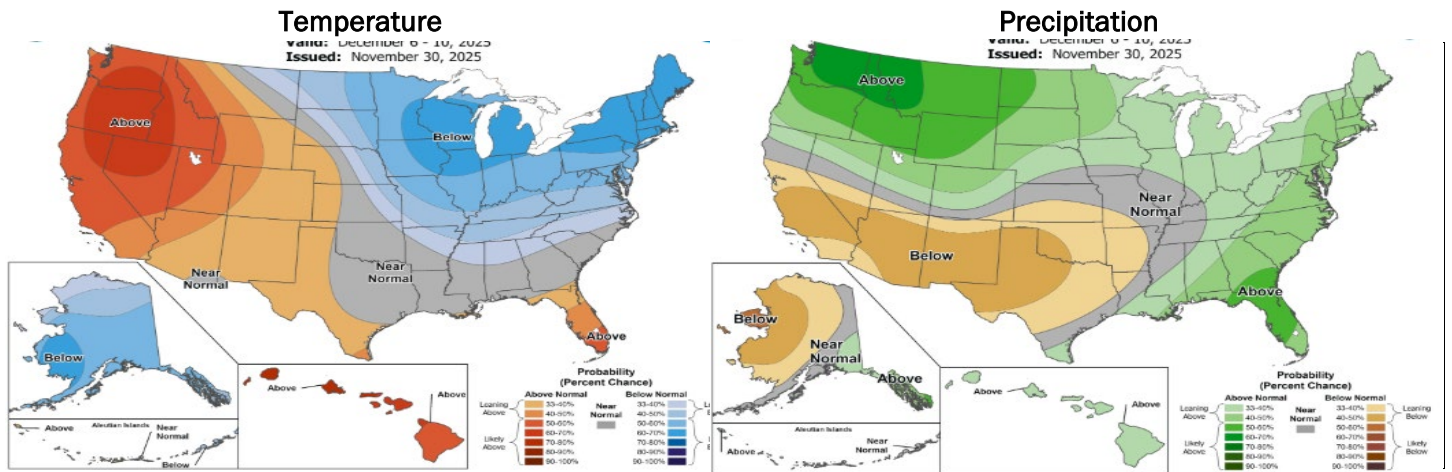 Temperature
Valid: December 6 - 10, 2025
Issued: November 30, 2025
Above
Below
Near
Normal
Near
Normal
Above
Below
Above
Above
Above
Aleutian Islands
Near
Normal
Below
Probability
(Percent Chance)
Above Normal
Below Normal
Leaning
Above
Likely
Above
33-40%
40-50%
50-60%
60-70%
70-80%
80-90%
90-100%
Near
Normal
33-40%
40-50%
50-60%
60-70%
70-80%
80-90%
90-100%
Precipitation
Valid: December 6 - 10, 2025
Issued: November 30, 2025
Above
Near
Normal
Below
Above
Below
Near
Normal
Above
Above
Near
Normal
Above
Above
Probability
(Percent Chance)
Above Normal
Below Normal
Leaning
Above
Likely
Above
33-40%
40-50%
50-60%
60-70%
70-80%
80-90%
90-100%
Near
Normal
33-40%
40-50%
50-60%
60-70%
70-80%
80-90%
90-100%
Leaning
Below
Likely
Below